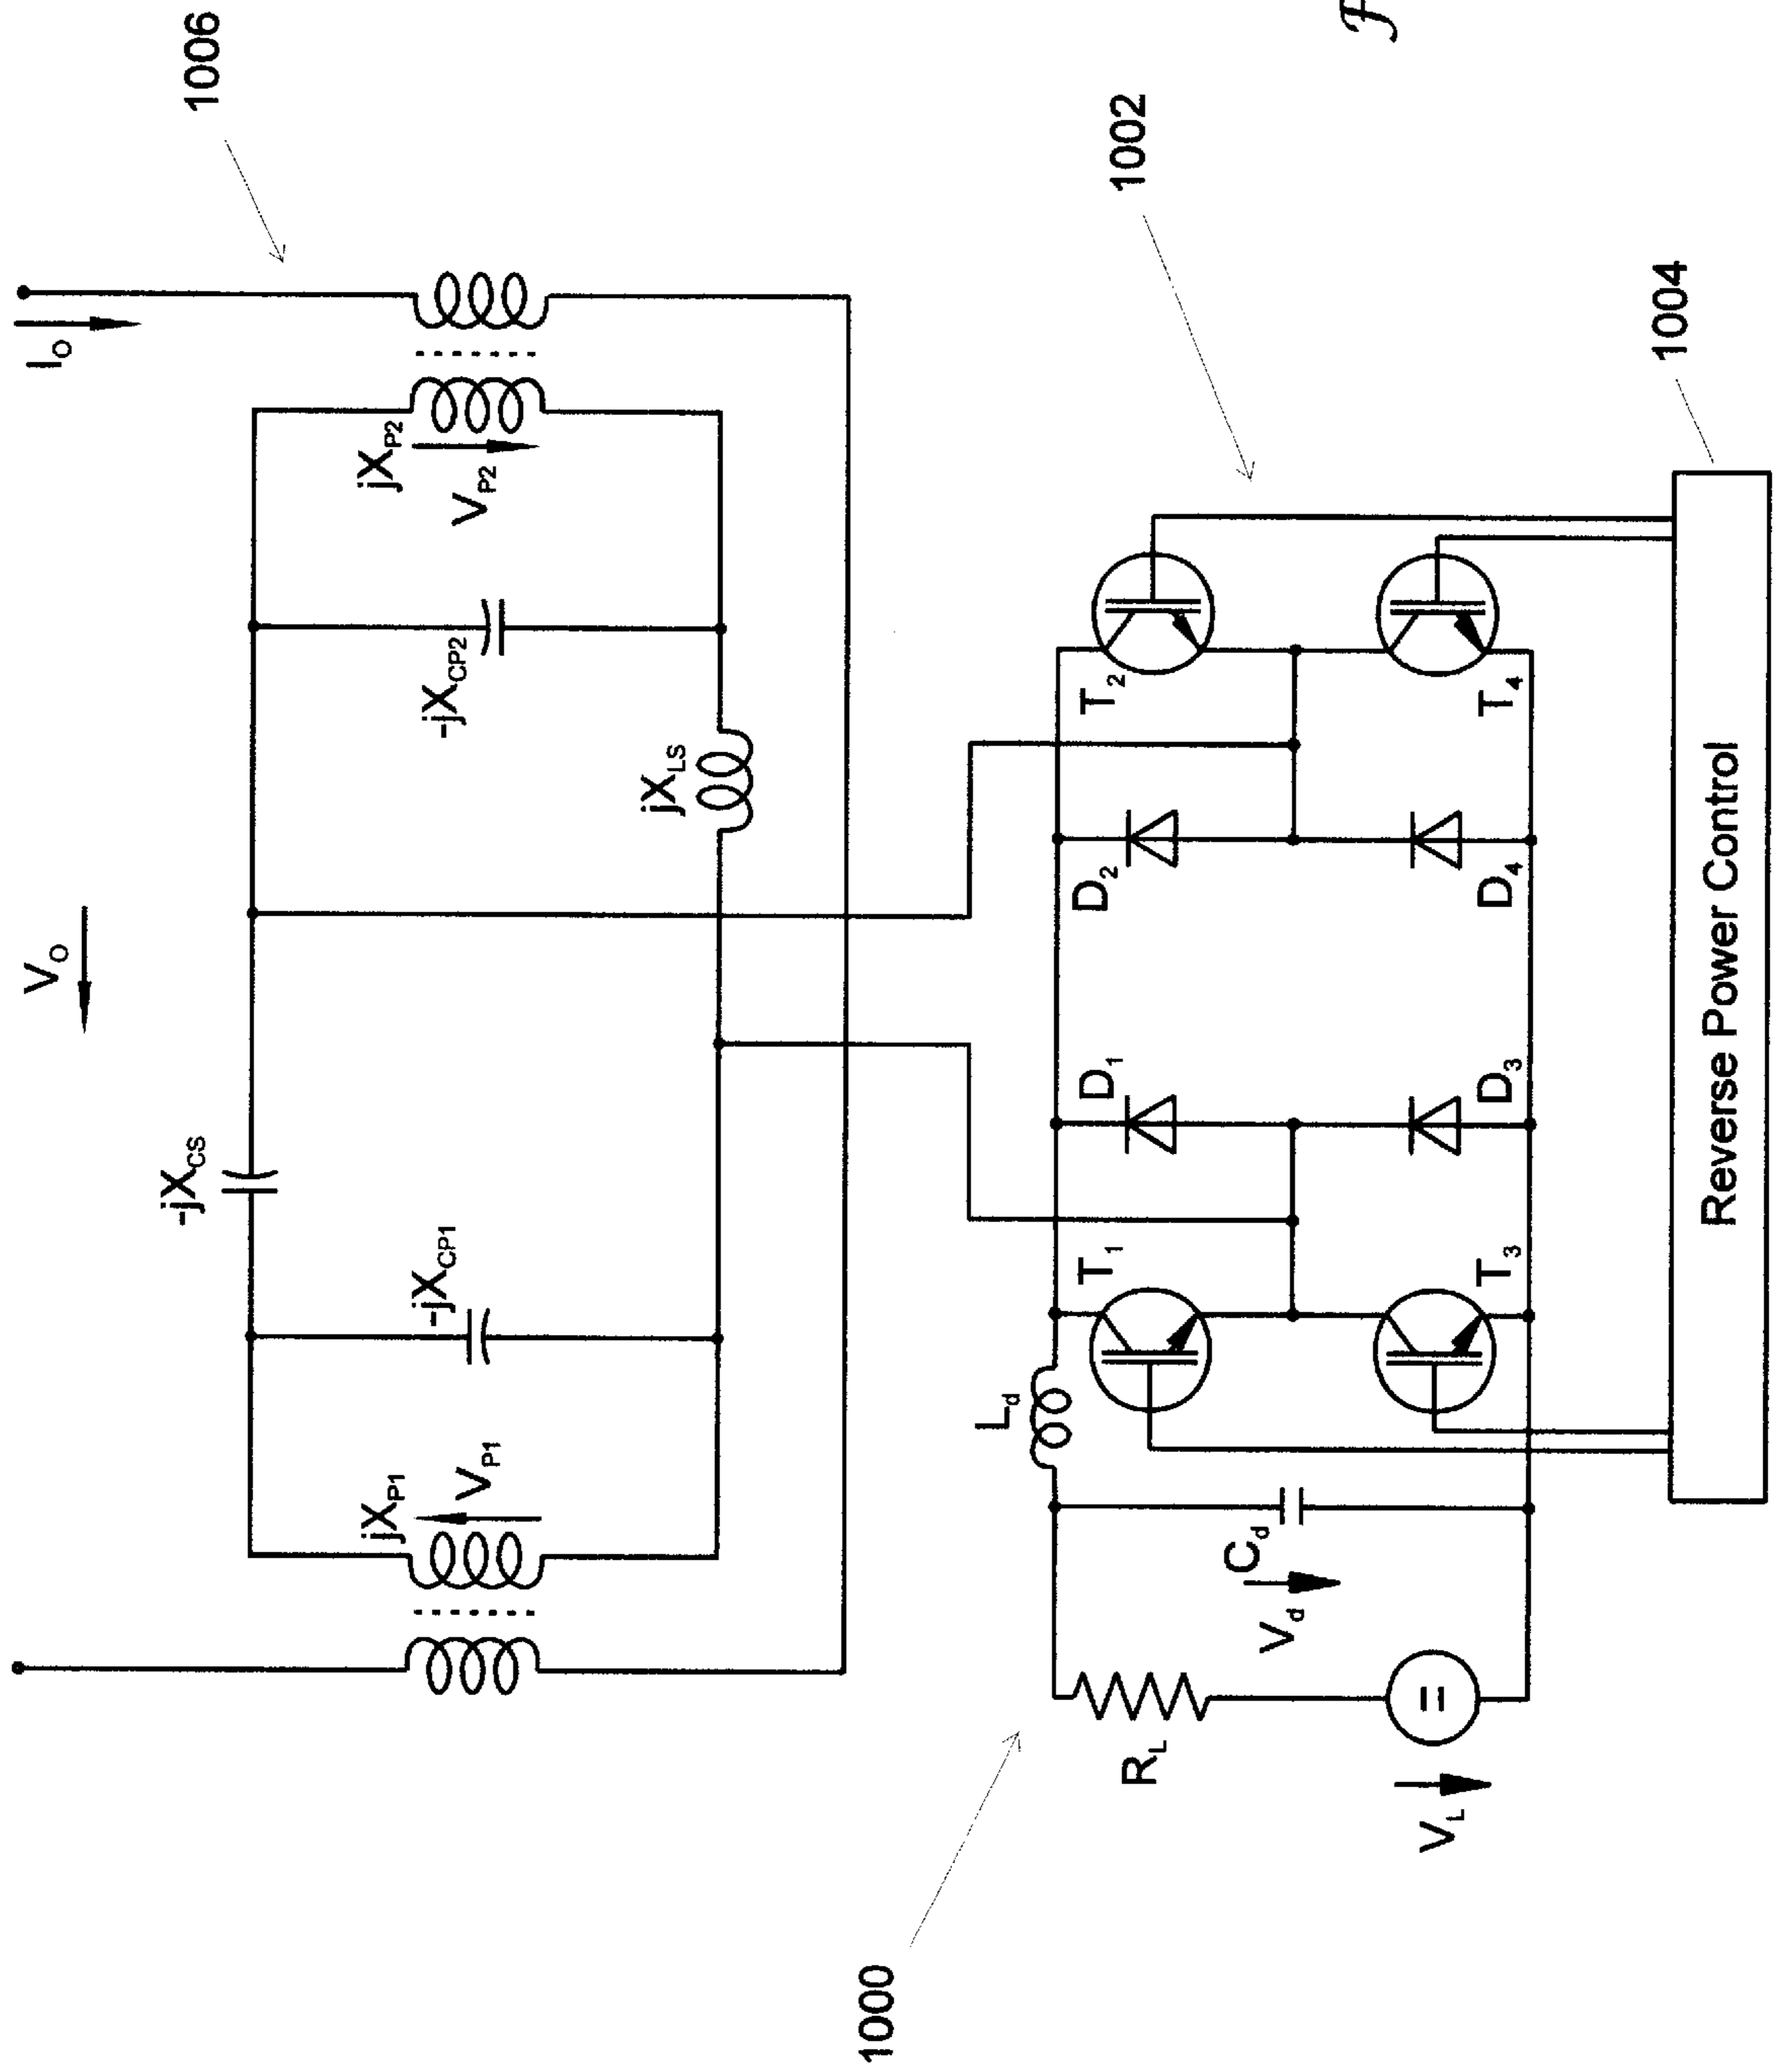 V_O
I_O
-jX_CS
1006
jX_P1
jX_P2
-jX_CP1
-jX_CP2
V_P1
V_P2
jX_LS
1000
L_d
T_1
D_1
D_2
T_2
1002
R_L
C_d
V_d
V_L
=
T_3
D_3
D_4
T_4
1004
Reverse Power Control